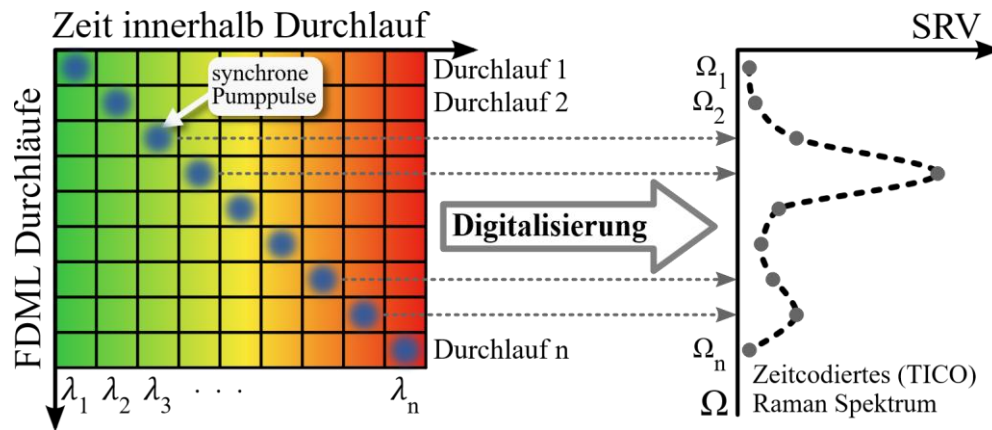 Zeit innerhalb Durchlauf
FDML Durchläufe
synchrone
Pumppulse
Durchlauf 1
Durchlauf 2
Durchlauf n
λ1 λ2 λ3 · · · λn
Digitalisierung
SRV
Ω1
Ω2
Ωn
Ω
Zeitcodiertes (TICO)
Raman Spektrum